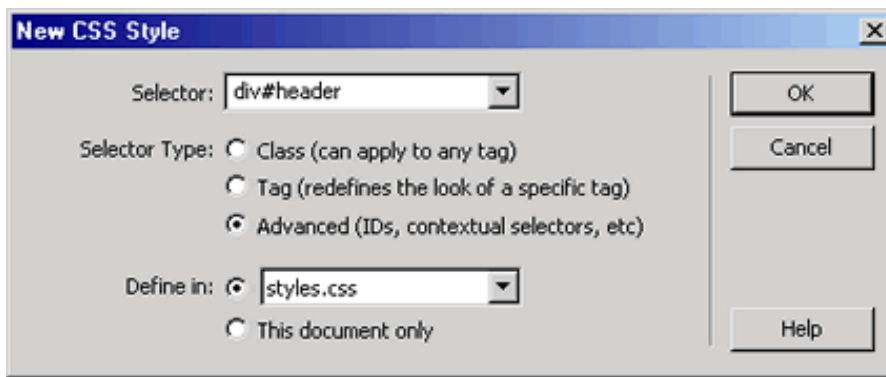 New CSS Style
Selector: div#header
OK
Selector Type: Class (can apply to any tag)
Cancel
Tag (redefines the look of a specific tag)
Advanced (IDs, contextual selectors, etc)
Define in: styles.css
This document only
Help